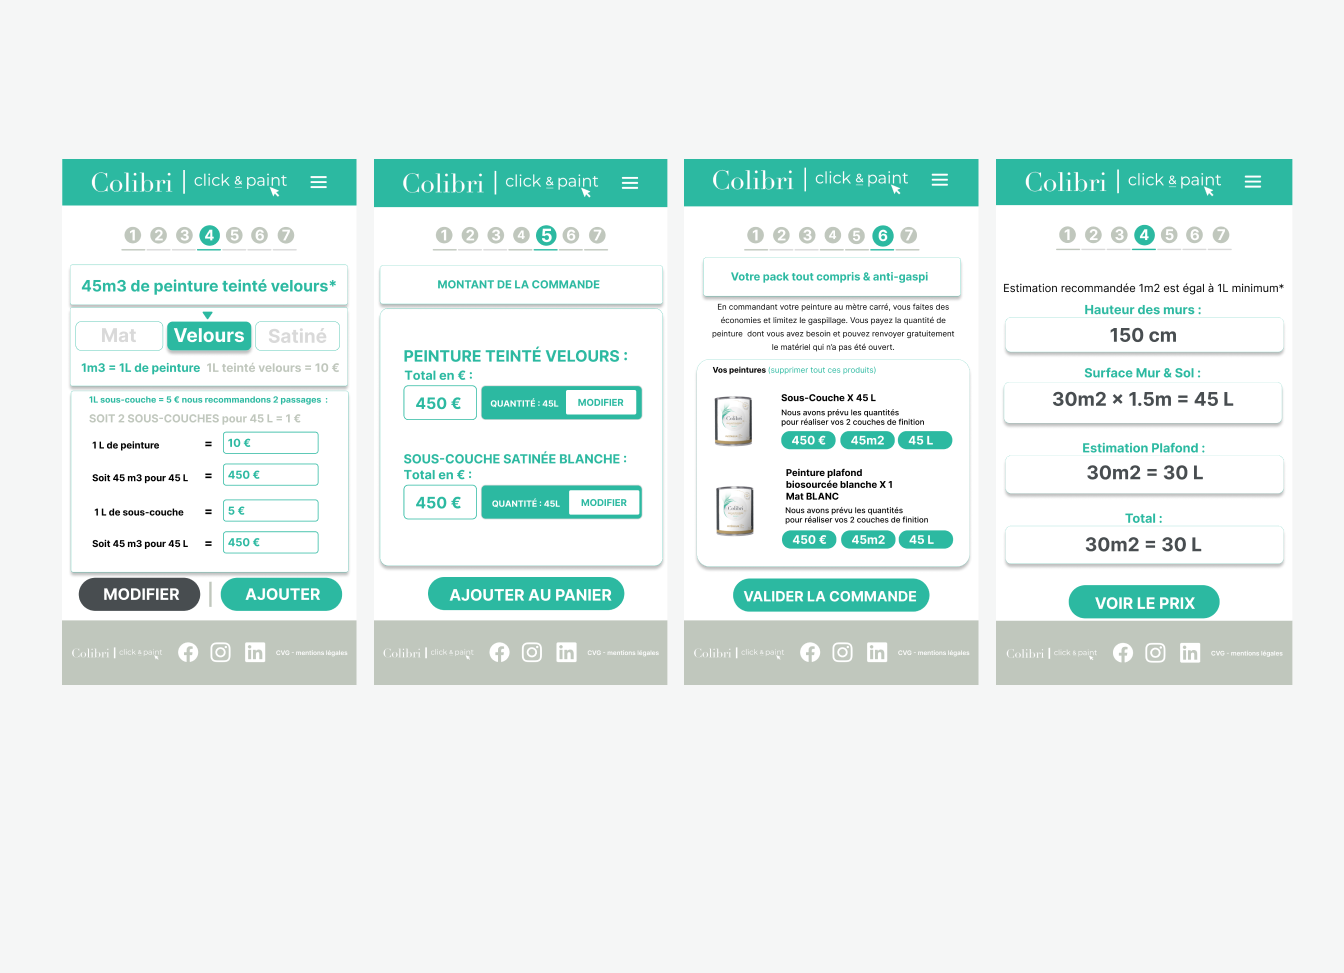 Colibri | click & paint
1 2 3 4 5 6 7
45m3 de peinture teinté velours*
Mat Velours Satiné
1m3 = 1L de peinture 1L teinté velours = 10 €
1L sous-couche = 5 € nous recommandons 2 passages :
SOIT 2 SOUS-COUCHES pour 45 L = 1 €
1 L de peinture = 10 €
Soit 45 m3 pour 45 L = 450 €
1 L de sous-couche = 5 €
Soit 45 m3 pour 45 L = 450 €
MODIFIER | AJOUTER
Colibri | click & paint CVG - mentions légales
Colibri | click & paint
1 2 3 4 5 6 7
MONTANT DE LA COMMANDE
PEINTURE TEINTÉ VELOURS :
Total en € :
450 € QUANTITÉ : 45L MODIFIER
SOUS-COUCHE SATINÉE BLANCHE :
Total en € :
450 € QUANTITÉ : 45L MODIFIER
AJOUTER AU PANIER
Colibri | click & paint CVG - mentions légales
Colibri | click & paint
1 2 3 4 5 6 7
Votre pack tout compris & anti-gaspi
En commandant votre peinture au mètre carré, vous faites des
économies et limitez le gaspillage. Vous payez la quantité de
peinture dont vous avez besoin et pouvez renvoyer gratuitement
le matériel qui n'a pas été ouvert.
Vos peintures (supprimer tout ces produits)
Colibri
Sous-Couche X 45 L
Nous avons prévu les quantités
pour réaliser vos 2 couches de finition
450 € 45m2 45 L
Colibri
Peinture plafond
biosourcée blanche X 1
Mat BLANC
Nous avons prévu les quantités
pour réaliser vos 2 couches de finition
450 € 45m2 45 L
VALIDER LA COMMANDE
Colibri | click & paint CVG - mentions légales
Colibri | click & paint
1 2 3 4 5 6 7
Estimation recommandée 1m2 est égal à 1L minimum*
Hauteur des murs :
150 cm
Surface Mur & Sol :
30m2 × 1.5m = 45 L
Estimation Plafond :
30m2 = 30 L
Total :
30m2 = 30 L
VOIR LE PRIX
Colibri | click & paint CVG - mentions légales